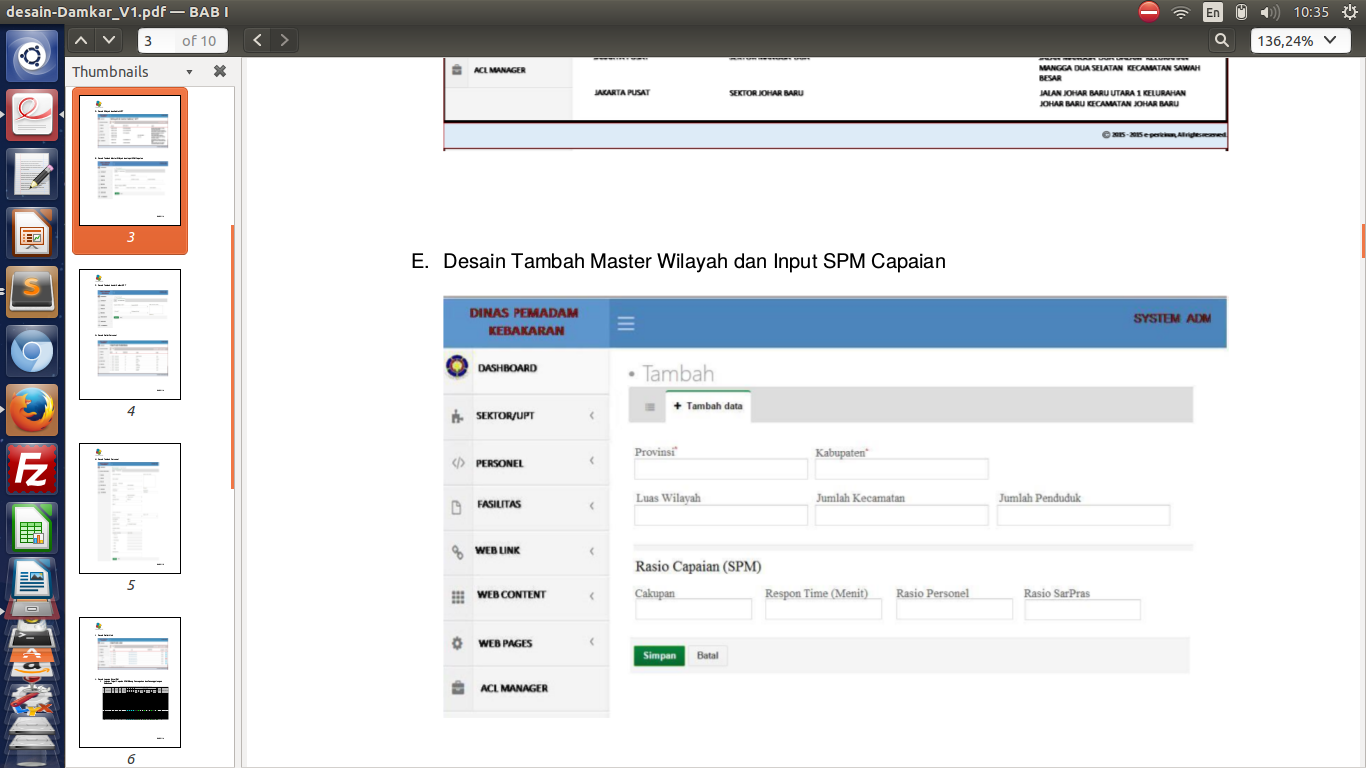 desain-Damkar_V1.pdf — BAB I
En
10:35
3 of 10
136,24%
Thumbnails
3
4
5
6
ACL MANAGER
MANGGA DUA SELATAN KECAMATAN SAWAH
BESAR
JAKARTA PUSAT SEKTOR JOHAR BARU JALAN JOHAR BARU UTARA 1 KELURAHAN
JOHAR BARU KECAMATAN JOHAR BARU
© 2015 - 2015 e-perizinan, All rights reserved.
E. Desain Tambah Master Wilayah dan Input SPM Capaian
DINAS PEMADAM
KEBAKARAN
SYSTEM ADM
DASHBOARD
SEKTOR/UPT
PERSONEL
FASILITAS
WEB LINK
WEB CONTENT
WEB PAGES
ACL MANAGER
• Tambah
+ Tambah data
Provinsi* Kabupaten*
Luas Wilayah Jumlah Kecamatan Jumlah Penduduk
Rasio Capaian (SPM)
Cakupan Respon Time (Menit) Rasio Personel Rasio SarPras
Simpan Batal